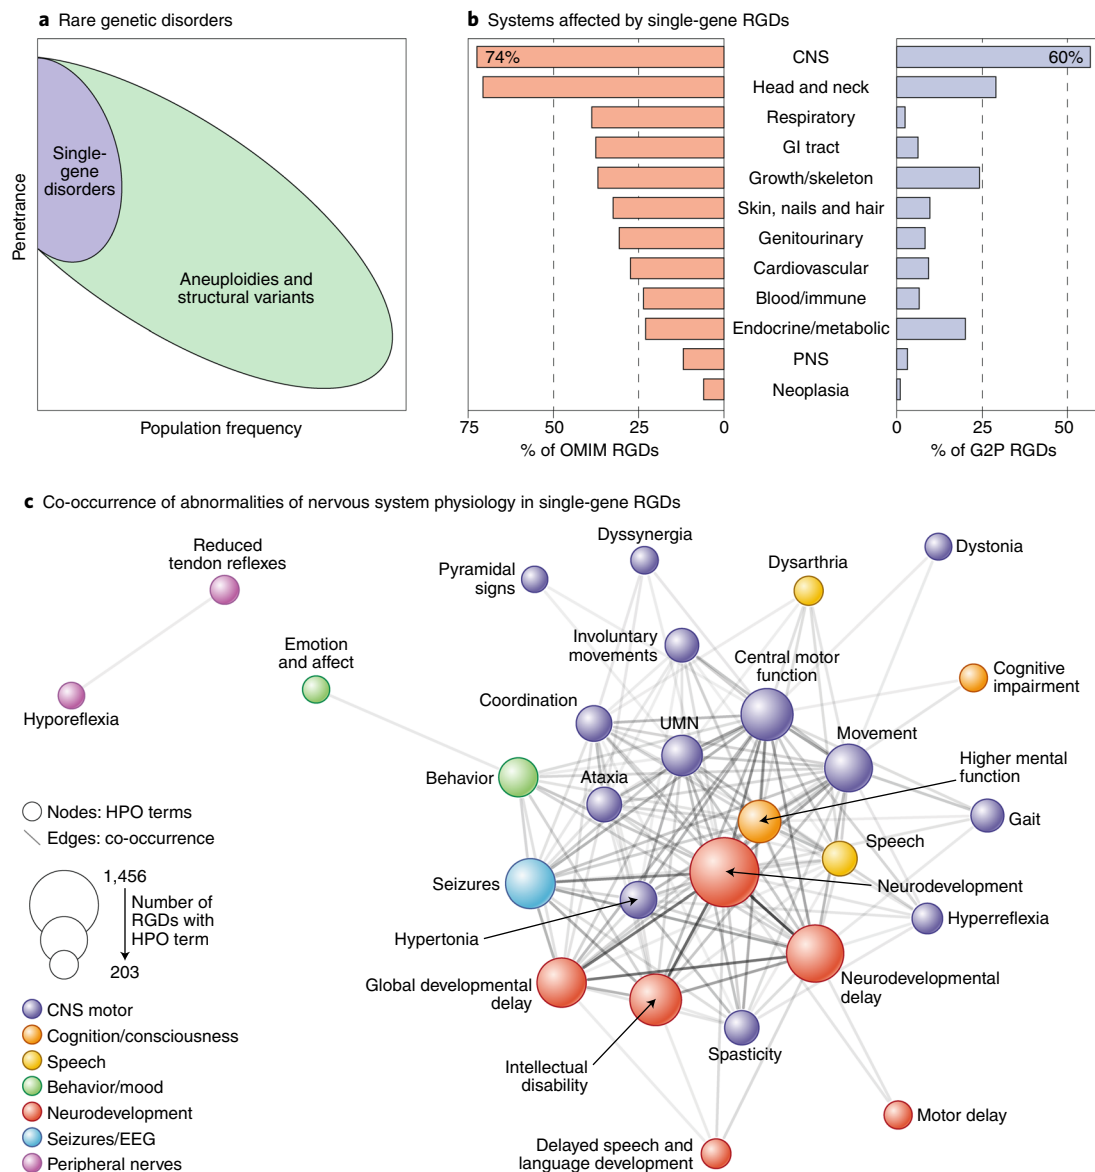 a Rare genetic disorders
Penetrance
Single-
gene
disorders
Aneuploidies and
structural variants
Population frequency
b Systems affected by single-gene RGDs
74%
CNS
60%
Head and neck
Respiratory
GI tract
Growth/skeleton
Skin, nails and hair
Genitourinary
Cardiovascular
Blood/immune
Endocrine/metabolic
PNS
Neoplasia
75 50 25 0
% of OMIM RGDs
0 25 50
% of G2P RGDs
c Co-occurrence of abnormalities of nervous system physiology in single-gene RGDs
Reduced
tendon reflexes
Hyporeflexia
Emotion
and affect
Pyramidal
signs
Dyssynergia
Dysarthria
Dystonia
Involuntary
movements
Central motor
function
Cognitive
impairment
Coordination
UMN
Movement
Higher mental
function
Behavior
Ataxia
Gait
Speech
Seizures
Neurodevelopment
Hyperreflexia
Hypertonia
Global developmental
delay
Neurodevelopmental
delay
Intellectual
disability
Spasticity
Motor delay
Delayed speech and
language development
Nodes: HPO terms
Edges: co-occurrence
1,456
Number of
RGDs with
HPO term
203
CNS motor
Cognition/consciousness
Speech
Behavior/mood
Neurodevelopment
Seizures/EEG
Peripheral nerves